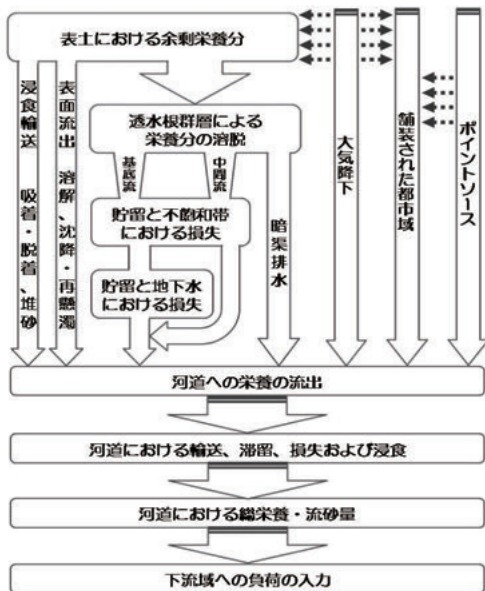 表土における余剰栄養分
浸食輸送 吸着・脱着、堆砂
表面流出 溶解、沈降・再懸濁
透水根群層による
栄養分の溶脱
基底流
中間流
貯留と不飽和帯
における損失
貯留と地下水
における損失
暗渠排水
大気降下
舗装された都市域
ポイントソース
河道への栄養の流出
河道における輸送、滞留、損失および浸食
河道における總栄養・流砂量
下流域への負荷の入力